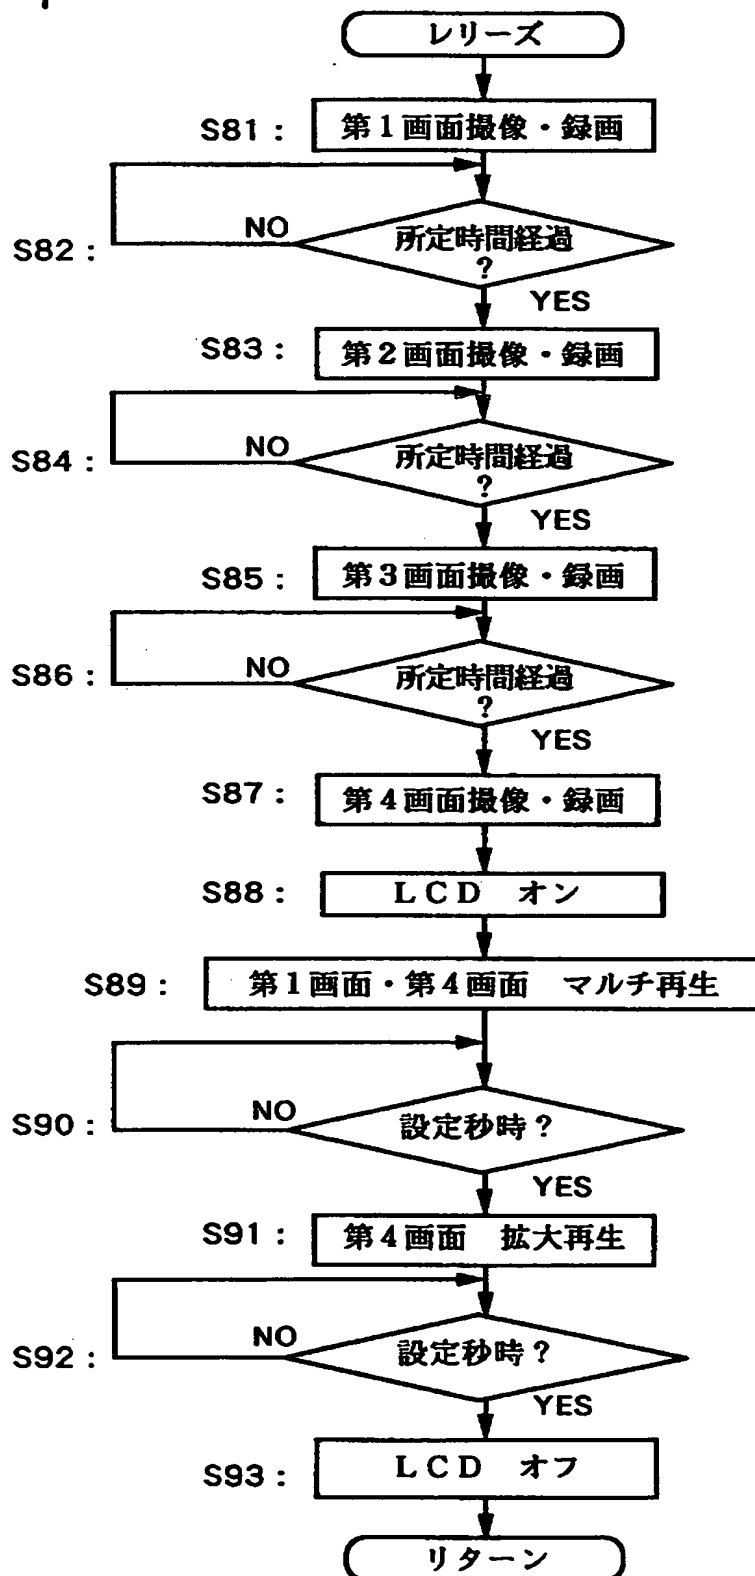 レリーズ
S81： 第1画面撮像・録画
NO
S82： 所定時間経過
?
YES
S83： 第2画面撮像・録画
NO
S84： 所定時間経過
?
YES
S85： 第3画面撮像・録画
NO
S86： 所定時間経過
?
YES
S87： 第4画面撮像・録画
S88： LCD オン
S89： 第1画面・第4画面 マルチ再生
NO
S90： 設定秒時？
YES
S91： 第4画面 拡大再生
NO
S92： 設定秒時？
YES
S93： LCD オフ
リターン